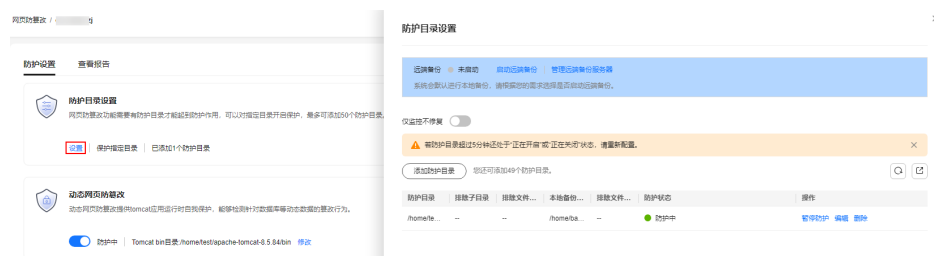 网页防篡改 /
防护设置 查看报告
防护目录设置
网页防篡改功能需要有防护目录才能起到防护作用，可以对指定目录开启保护，最多可添加50个防护目录。
设置 保护指定目录 已添加1个防护目录
动态网页防篡改
动态网页防篡改提供tomcat应用运行时自我保护，能够检测针对数据库等动态数据的篡改行为。
防护中 Tomcat bin目录:/home/test/apache-tomcat-8.5.84/bin 修改
防护目录设置
远端备份 未启动 启动远端备份 管理远端备份服务器
系统会默认进行本地备份，请根据您的需求选择是否启动远端备份。
仅监控不修复
若防护目录超过5分钟还处于“正在开启”或“正在关闭”状态，请重新配置。
添加防护目录 您还可添加49个防护目录。
防护目录 排除子目录 排除文件... 本地备份... 排除文件... 防护状态 操作
/home/te... -- -- /home/ba... -- 防护中 暂停防护 编辑 删除